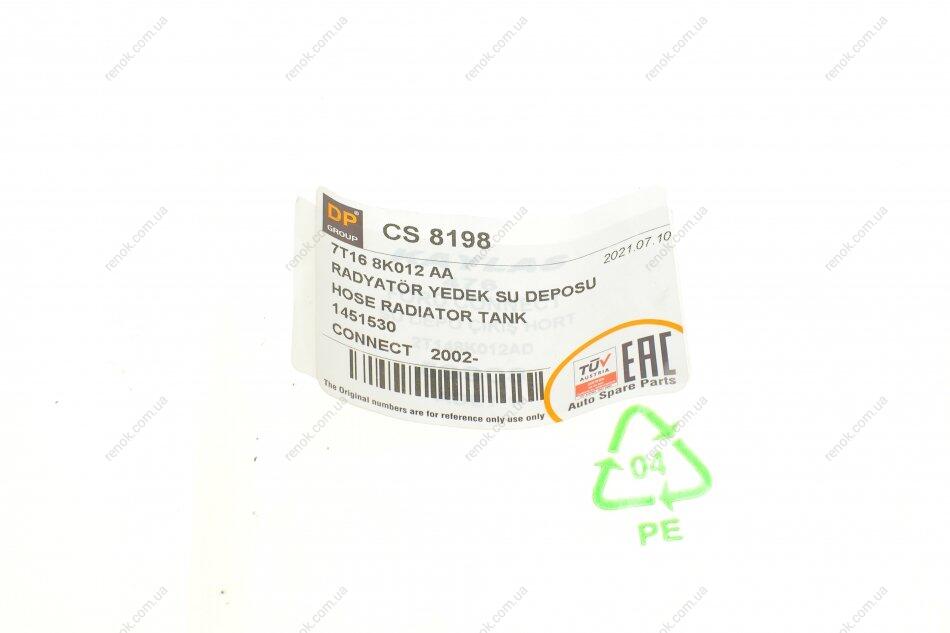 DP® GROUP
CS 8198
2021.07.10
7T16 8K012 AA
RADYATÖR YEDEK SU DEPOSU
HOSE RADIATOR TANK
1451530
CONNECT 2002-
The Original numbers are for reference only use only
TÜV
AUSTRIA
EAC
Auto Spare Parts
04
PE
renok.com.ua